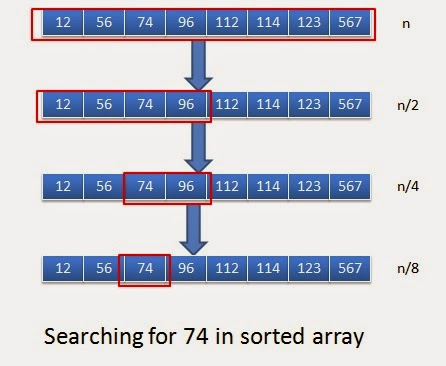 12 56 74 96 112 114 123 567 n
12 56 74 96 112 114 123 567 n/2
12 56 74 96 112 114 123 567 n/4
12 56 74 96 112 114 123 567 n/8
Searching for 74 in sorted array